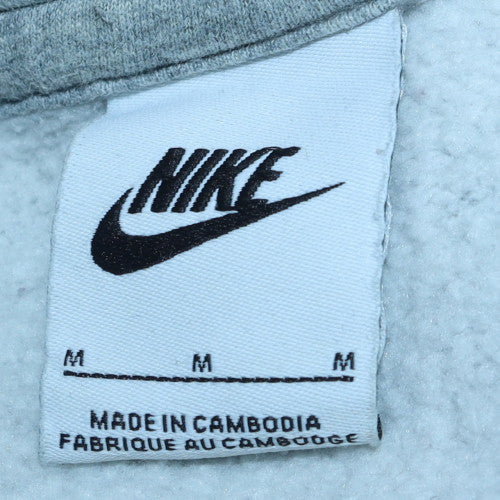 NIKE
M M M
MADE IN CAMBODIA
FABRIQUE AU CAMBODGE